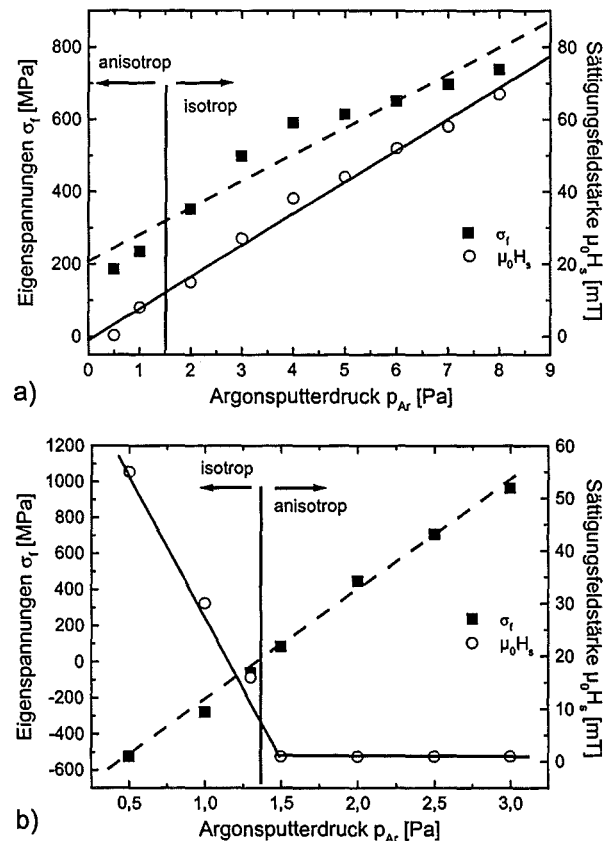 800
600
400
200
0
Eigenspannungen σf [MPa]
anisotrop
isotrop
σf
μ0Hs
80
60
40
20
0
Sättigungsfeldstärke μ0Hs [mT]
0 1 2 3 4 5 6 7 8 9
a)
Argonsputterdruck pAr [Pa]
1200
1000
800
600
400
200
0
-200
-400
-600
Eigenspannungen σf [MPa]
isotrop
anisotrop
σf
μ0Hs
60
50
40
30
20
10
0
Sättigungsfeldstärke μ0Hs [mT]
0,5 1,0 1,5 2,0 2,5 3,0
b)
Argonsputterdruck pAr [Pa]